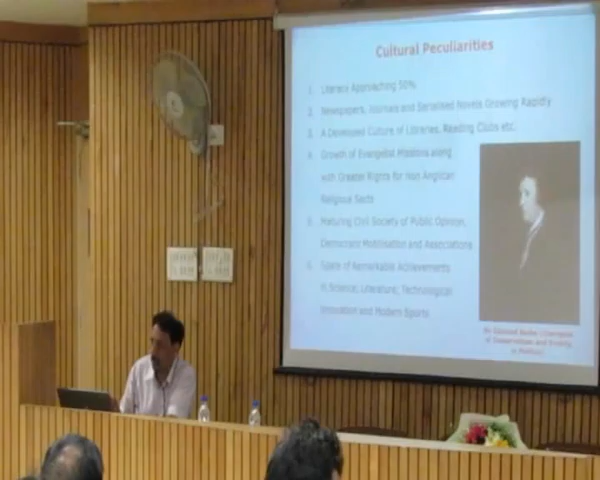 Cultural Peculiarities
1. Literacy Approaching 50%
2. Newspapers, Journals and Serialised Novels Growing Rapidly
3. A Developed Culture of Libraries, Reading Clubs etc.
4. Growth of Evangelist Missions along
with Greater Rights for non Anglican
Religious Sects
5. Maturing Civil Society of Public Opinion,
Democratic Mobilisation and Associations
6. Space of Remarkable Achievements
in Science, Literature, Technological
Innovation and Modern Sports